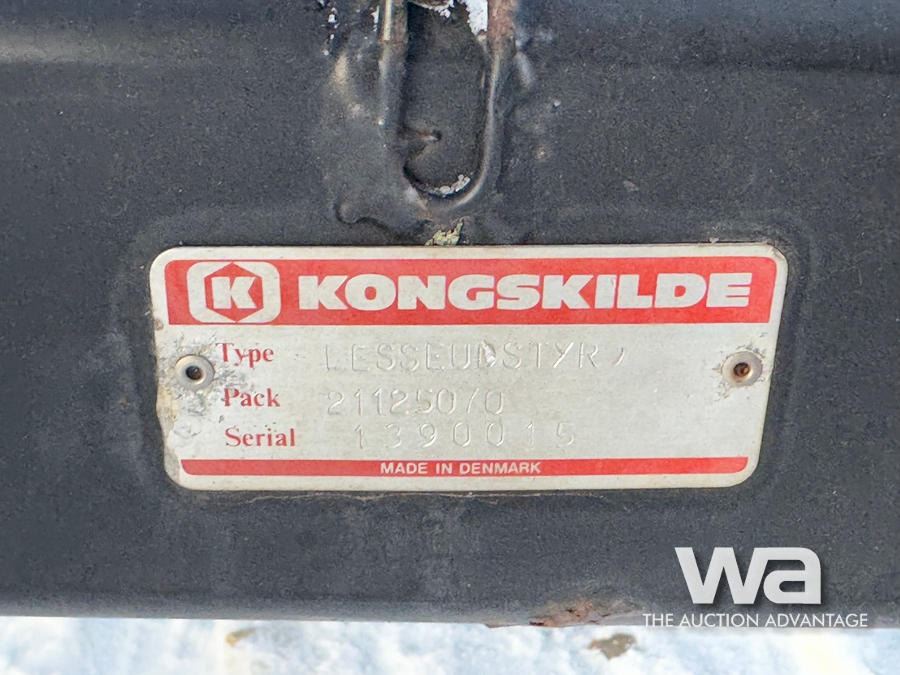 K KONGSKILDE
Type LESSEUDSTYR
Pack 21125070
Serial 1390015
MADE IN DENMARK
wa
THE AUCTION ADVANTAGE